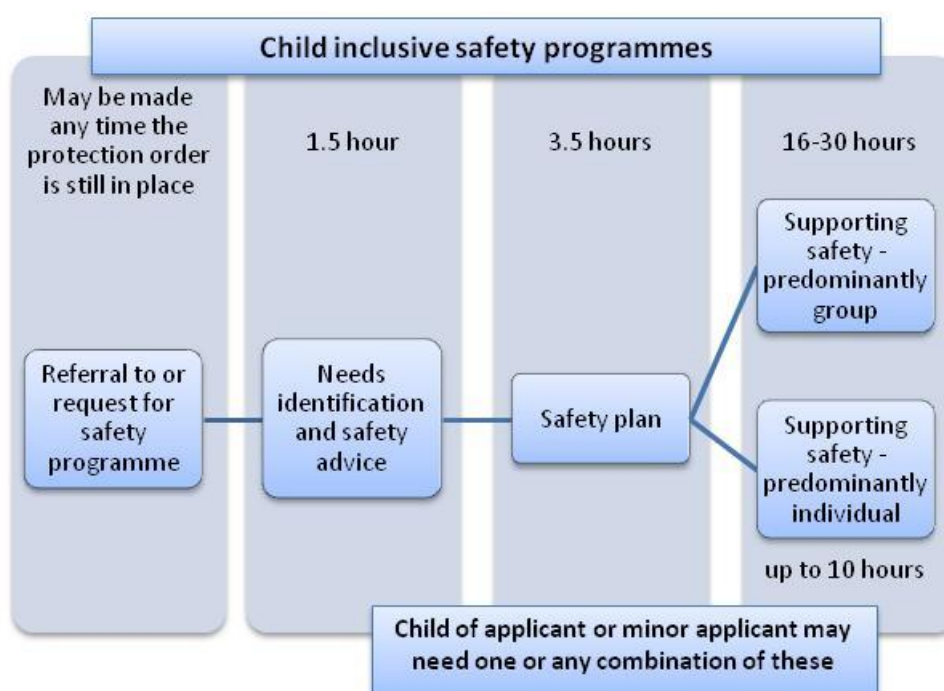 Child inclusive safety programmes
May be made
any time the
protection order
is still in place
1.5 hour
3.5 hours
16-30 hours
Referral to or
request for
safety
programme
Needs
identification
and safety
advice
Safety plan
Supporting
safety -
predominantly
group
Supporting
safety -
predominantly
individual
up to 10 hours
Child of applicant or minor applicant may
need one or any combination of these